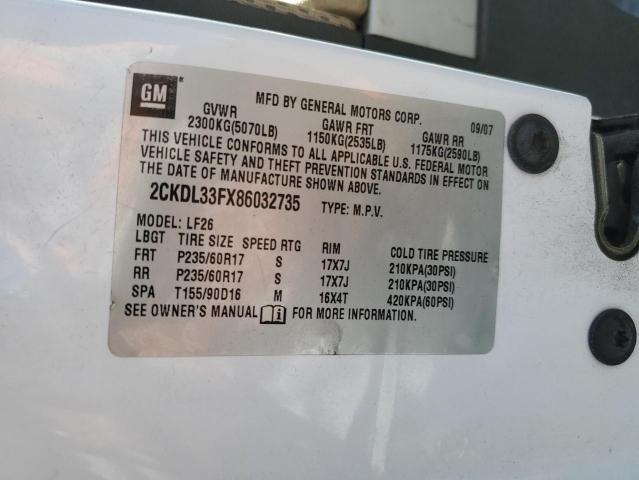 GM
MFD BY GENERAL MOTORS CORP. 09/07
GVWR GAWR FRT GAWR RR
2300KG(5070LB) 1150KG(2535LB) 1175KG(2590LB)
THIS VEHICLE CONFORMS TO ALL APPLICABLE U.S. FEDERAL MOTOR
VEHICLE SAFETY AND THEFT PREVENTION STANDARDS IN EFFECT ON
THE DATE OF MANUFACTURE SHOWN ABOVE.
2CKDL33FX86032735 TYPE: M.P.V.
MODEL: LF26
LBGT TIRE SIZE SPEED RTG RIM COLD TIRE PRESSURE
FRT P235/60R17 S 17X7J 210KPA(30PSI)
RR P235/60R17 S 17X7J 210KPA(30PSI)
SPA T155/90D16 M 16X4T 420KPA(60PSI)
SEE OWNER'S MANUAL FOR MORE INFORMATION.